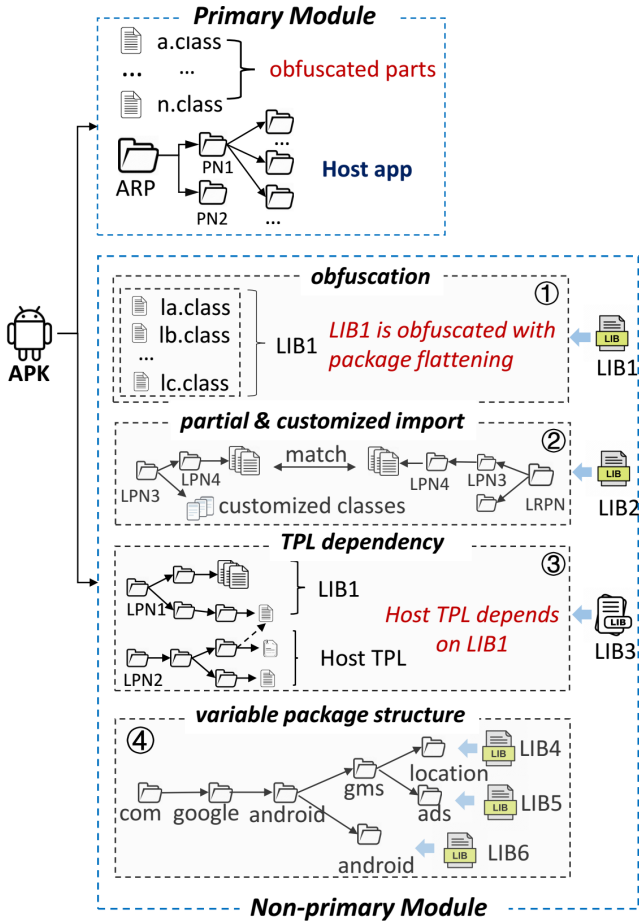 Primary Module
a.class
... ...
n.class
obfuscated parts
ARP
PN1
PN2
...
...
Host app
APK
obfuscation
①
la.class
lb.class
...
lc.class
LIB1
LIB1 is obfuscated with
package flattening
LIB
LIB1
partial & customized import
②
LPN3
LPN4
match
LPN4
LPN3
LRPN
customized classes
LIB
LIB2
TPL dependency
③
LPN1
LIB1
LPN2
Host TPL
Host TPL depends
on LIB1
LIB
LIB3
variable package structure
④
com
google
android
gms
location
ads
android
LIB
LIB4
LIB
LIB5
LIB
LIB6
Non-primary Module